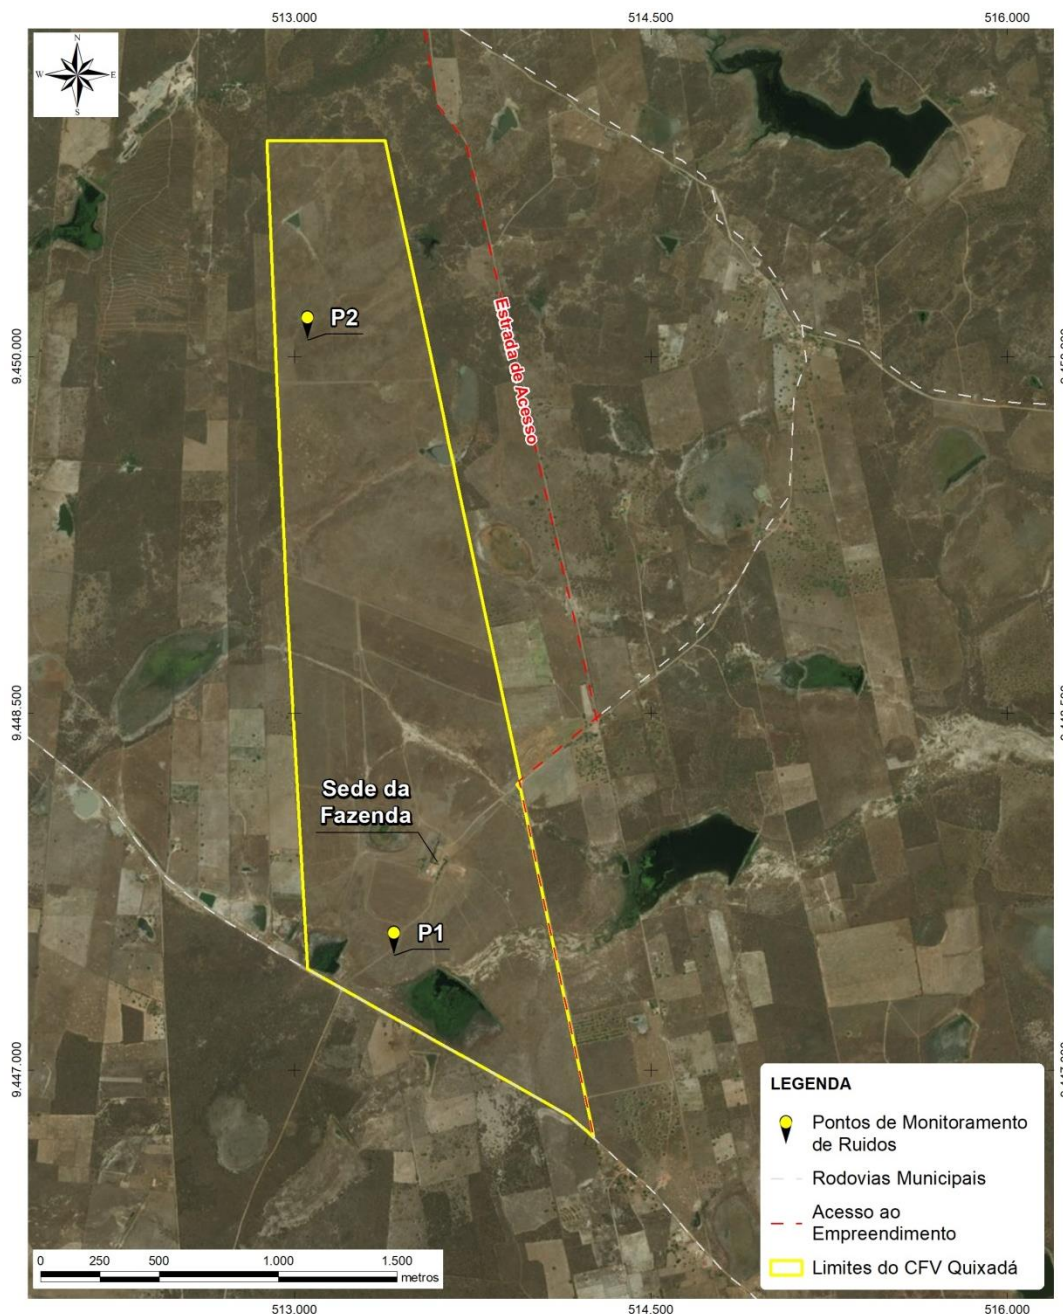 513.000
514.500
516.000
N
W
E
S
P2
Estrada de Acesso
9.450.000
9.448.500
Sede da
Fazenda
P1
9.447.000
LEGENDA
Pontos de Monitoramento
de Ruidos
Rodovias Municipais
Acesso ao
Empreendimento
Limites do CFV Quixadá
0
250
500
1.000
1.500
metros
513.000
514.500
516.000